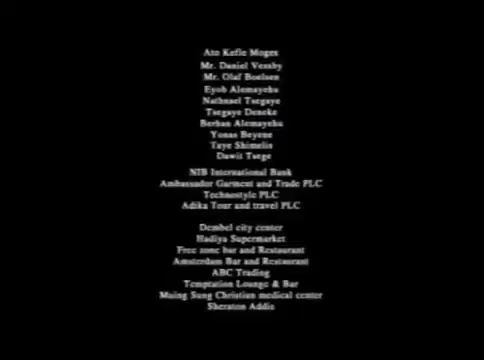 Ato Kefle Moges
Mr. Daniel Vessby
Mr. Olaf Boelsen
Eyob Alemayehu
Nathnael Tsegaye
Tsegaye Deneke
Berhan Alemayehu
Yonas Beyene
Taye Shimelis
Dawit Tsege
NIB International Bank
Ambassador Garment and Trade PLC
Technostyle PLC
Adika Tour and travel PLC
Dembel city center
Hadiya Supermarket
Free zone bar and Restaurant
Amsterdam Bar and Restaurant
ABC Trading
Temptation Lounge & Bar
Muing Sung Christian medical center
Sheraton Addis